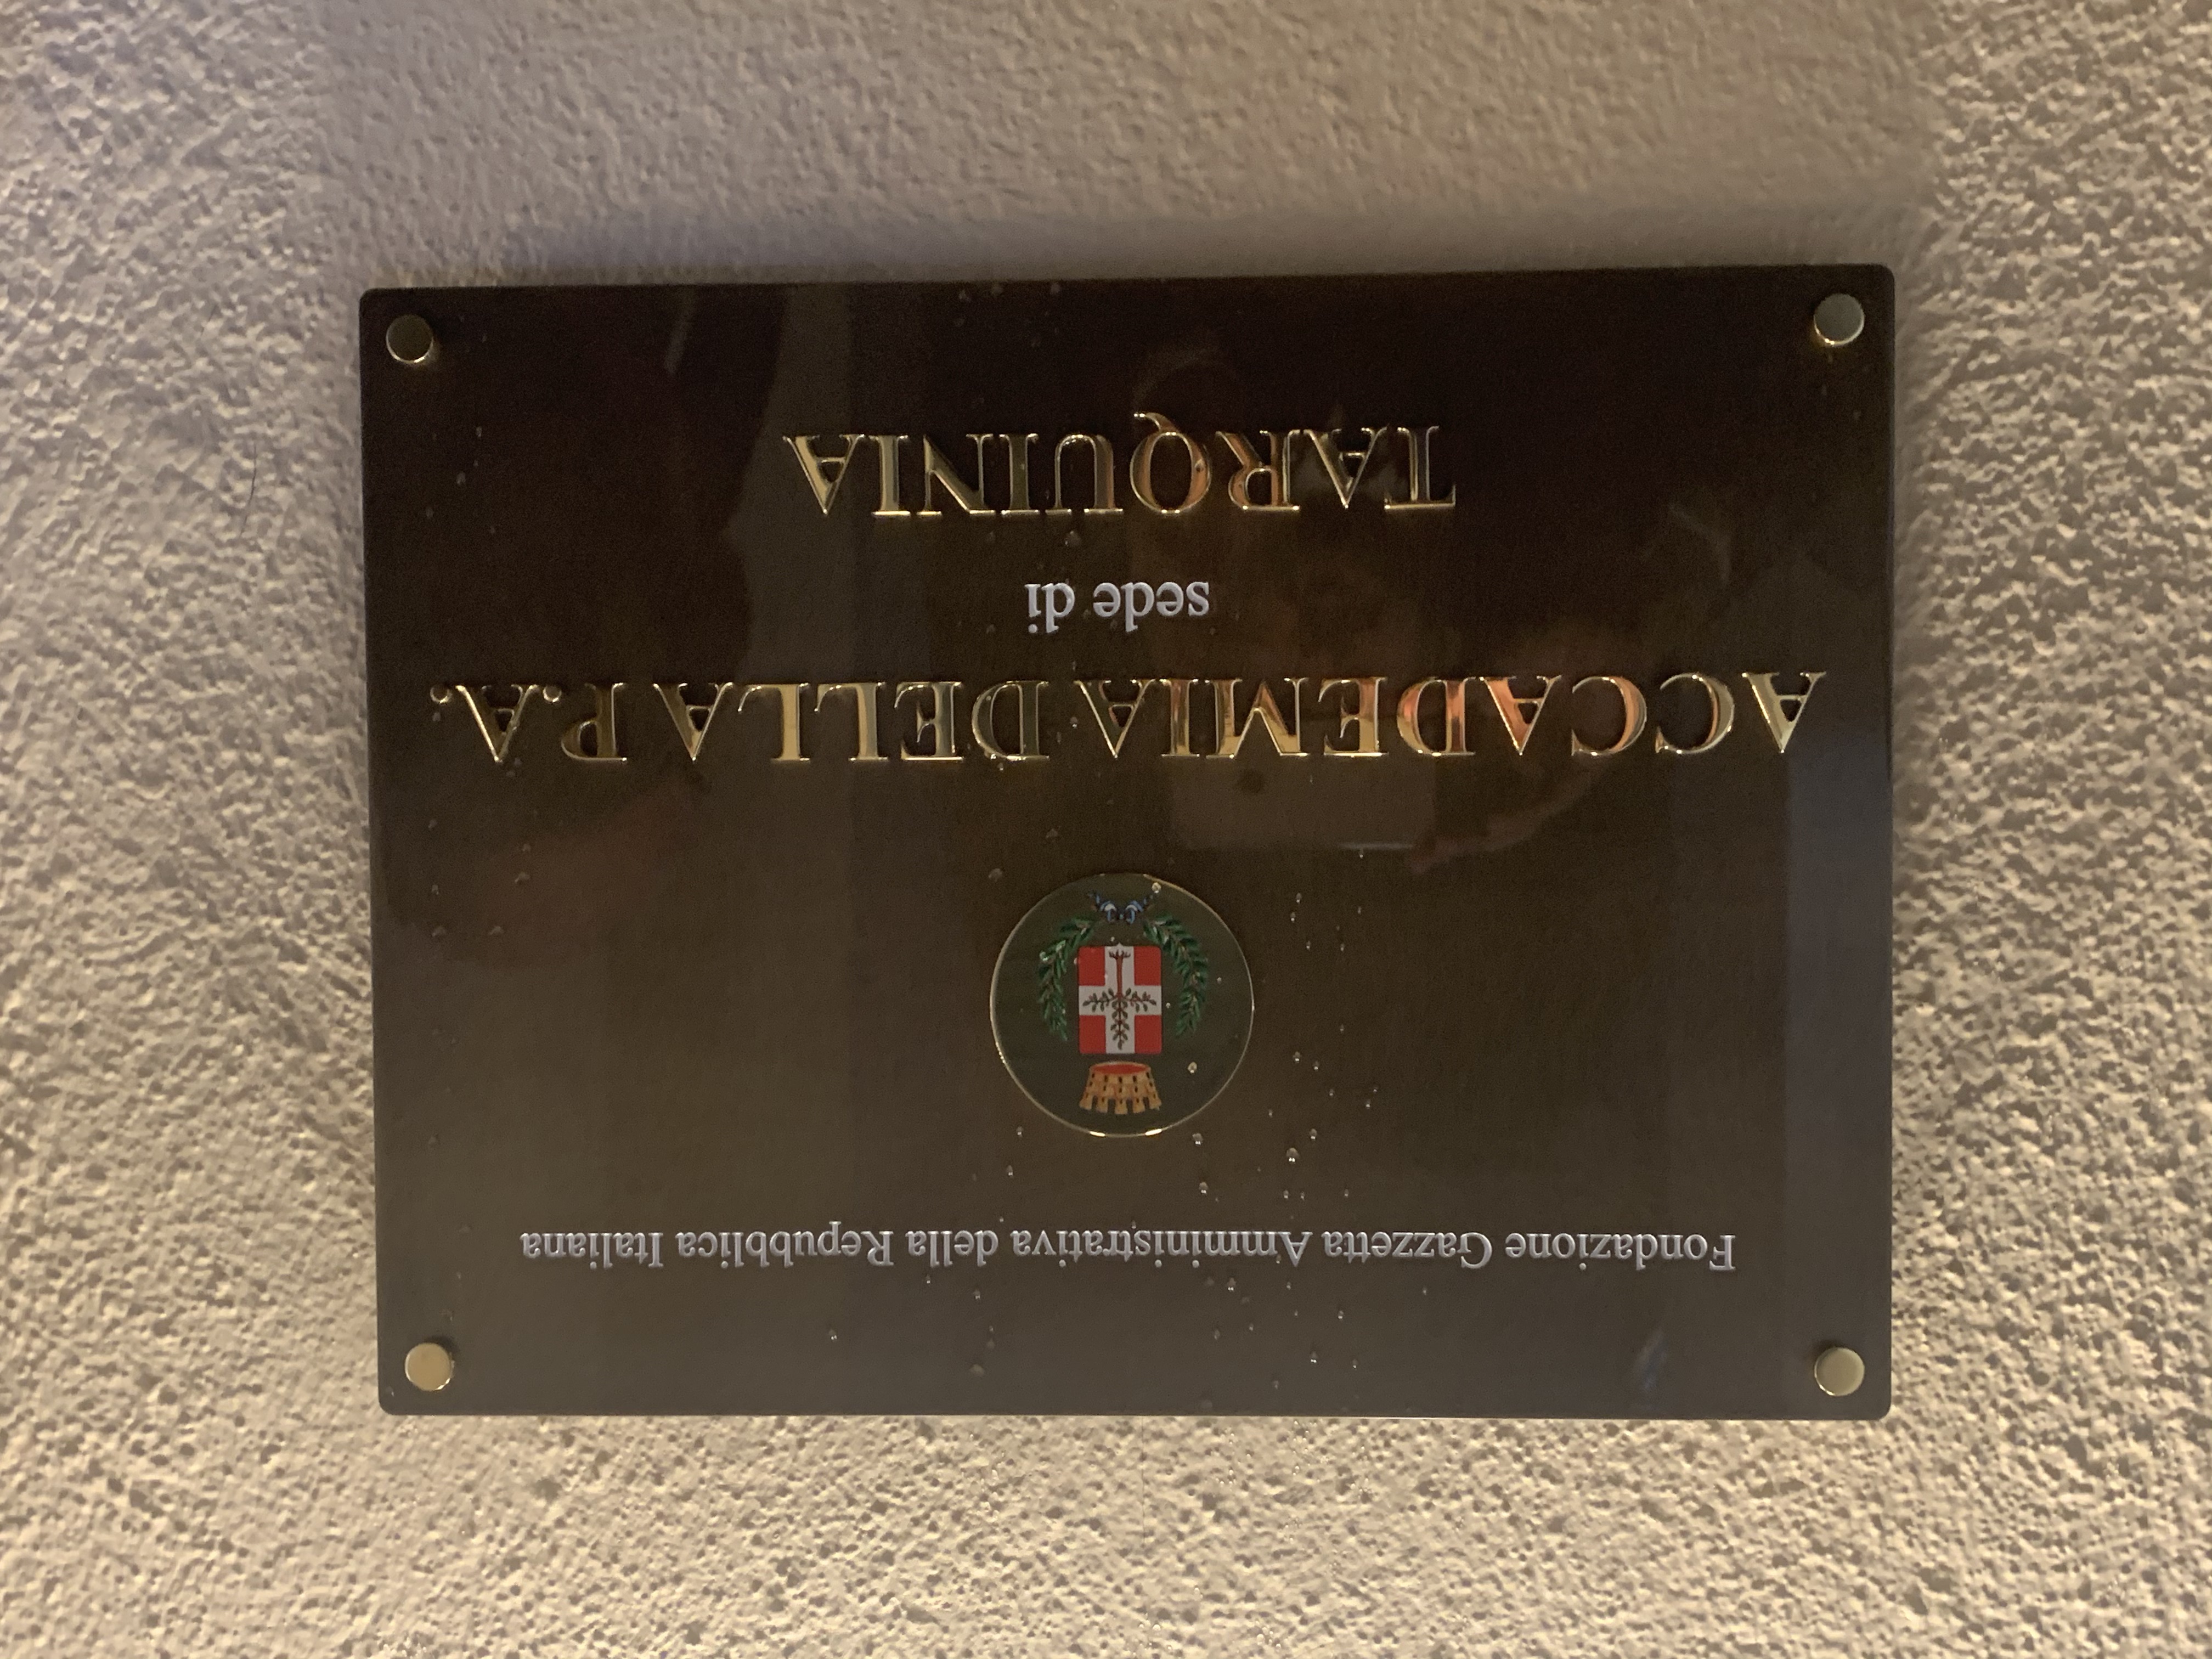 Fondazione Gazzetta Amministrativa della Repubblica Italiana
ACCADEMIA DELLA P.A.
sede di
TARQUINIA